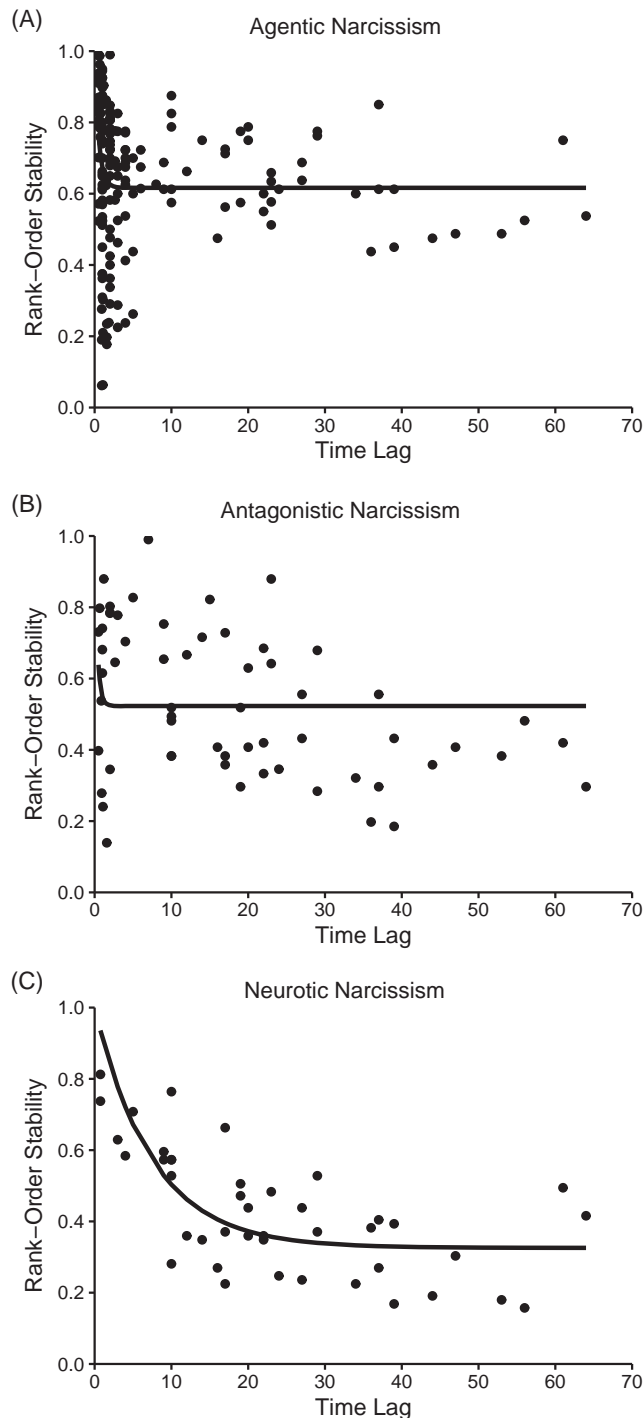 (A)
Agentic Narcissism
Rank−Order Stability
1.0
0.8
0.6
0.4
0.2
0.0
0 10 20 30 40 50 60 70
Time Lag
(B)
Antagonistic Narcissism
Rank−Order Stability
1.0
0.8
0.6
0.4
0.2
0.0
0 10 20 30 40 50 60 70
Time Lag
(C)
Neurotic Narcissism
Rank−Order Stability
1.0
0.8
0.6
0.4
0.2
0.0
0 10 20 30 40 50 60 70
Time Lag